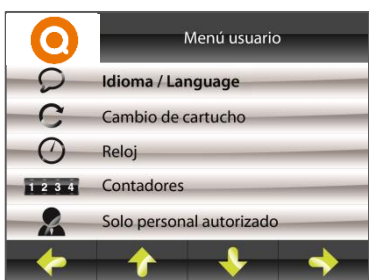 Menú usuario
Idioma / Language
Cambio de cartucho
Reloj
1 2 3 4 Contadores
Solo personal autorizado